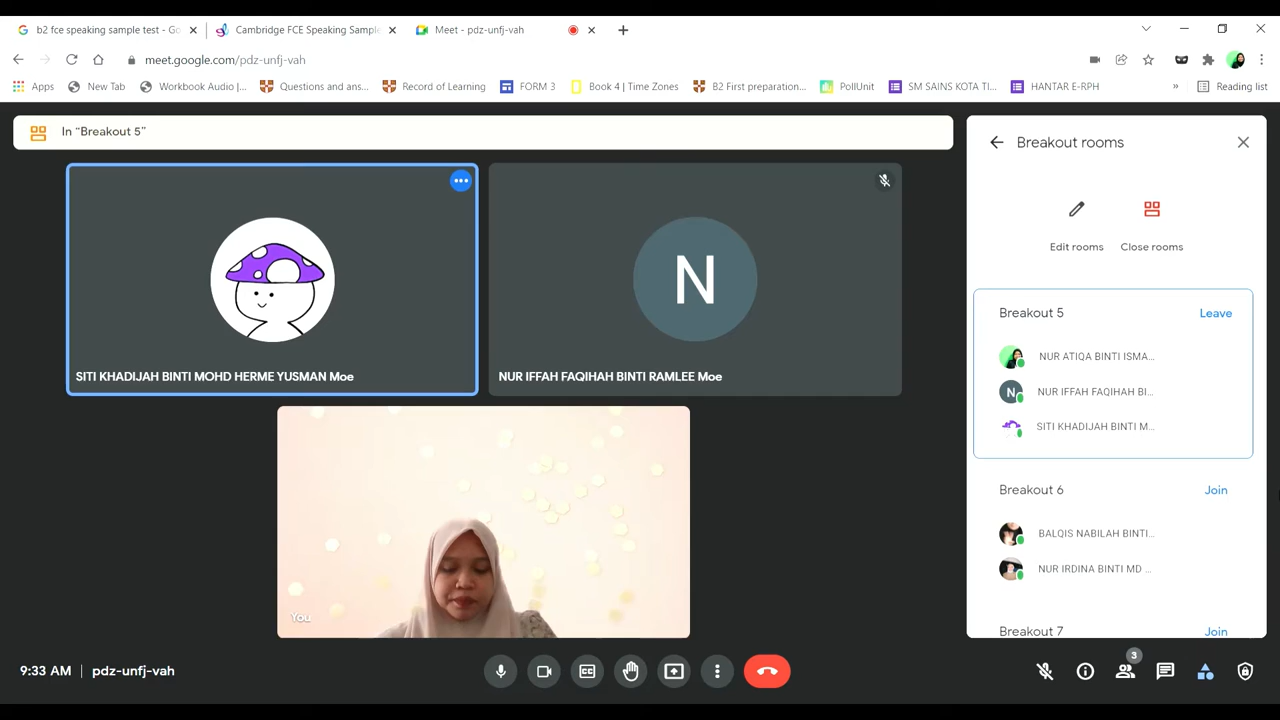 b2 fce speaking sample test - Go
Cambridge FCE Speaking Sample
Meet - pdz-unfj-vah
meet.google.com/pdz-unfj-vah
Apps
New Tab
Workbook Audio |...
Questions and ans...
Record of Learning
FORM 3
Book 4 | Time Zones
B2 First preparation...
PollUnit
SM SAINS KOTA TI...
HANTAR E-RPH
»
Reading list
In “Breakout 5”
SITI KHADIJAH BINTI MOHD HERME YUSMAN Moe
N
NUR IFFAH FAQIHAH BINTI RAMLEE Moe
You
Breakout rooms
Edit rooms
Close rooms
Breakout 5
Leave
NUR ATIQA BINTI ISMA...
N
NUR IFFAH FAQIHAH BI...
SITI KHADIJAH BINTI M...
Breakout 6
Join
BALQIS NABILAH BINTI...
NUR IRDINA BINTI MD ...
Breakout 7
Join
9:33 AM | pdz-unfj-vah
CC
3